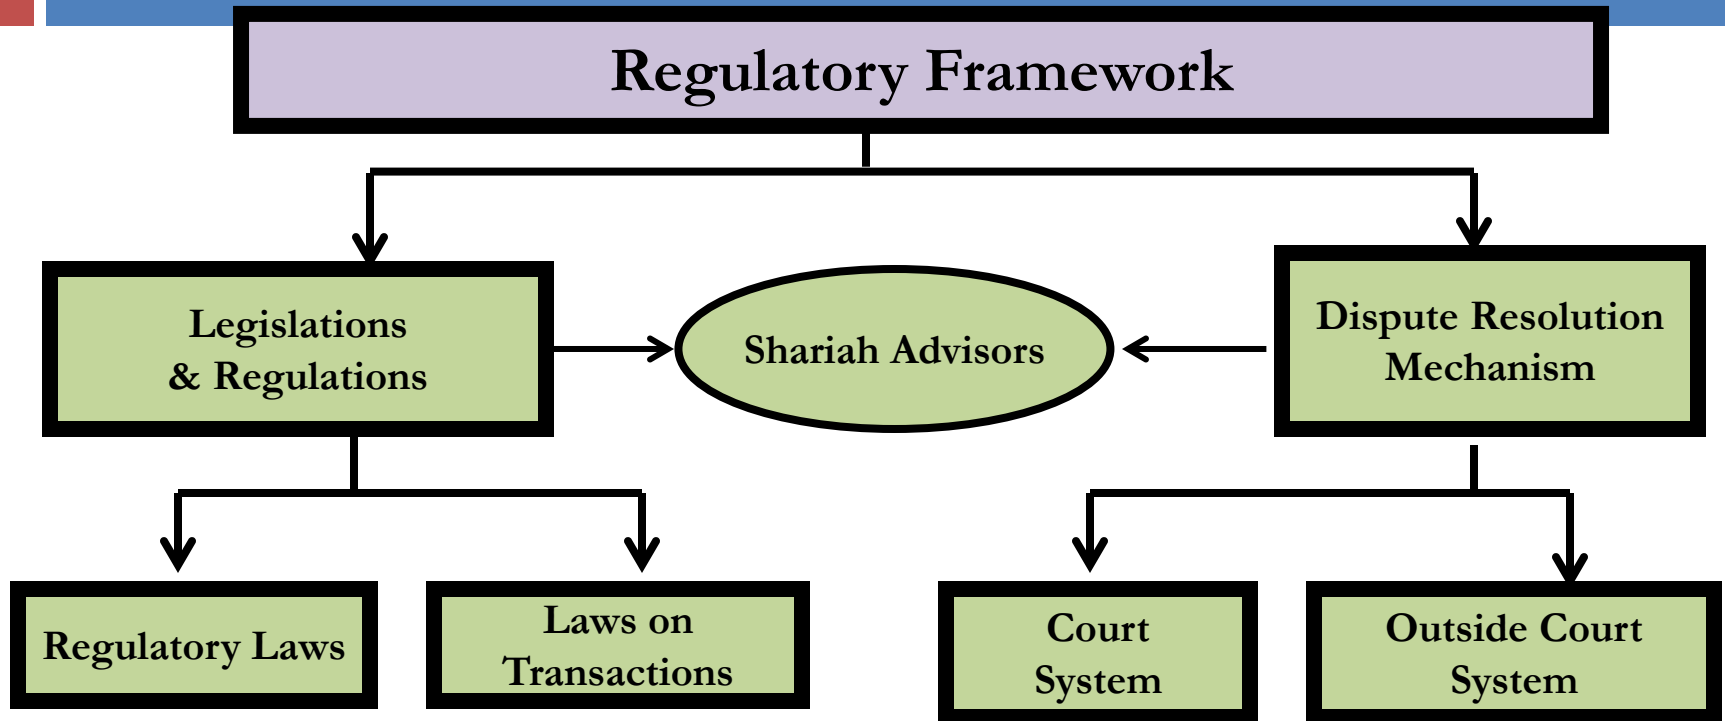 Regulatory Framework
Legislations
& Regulations
Shariah Advisors
Dispute Resolution
Mechanism
Regulatory Laws
Laws on
Transactions
Court
System
Outside Court
System